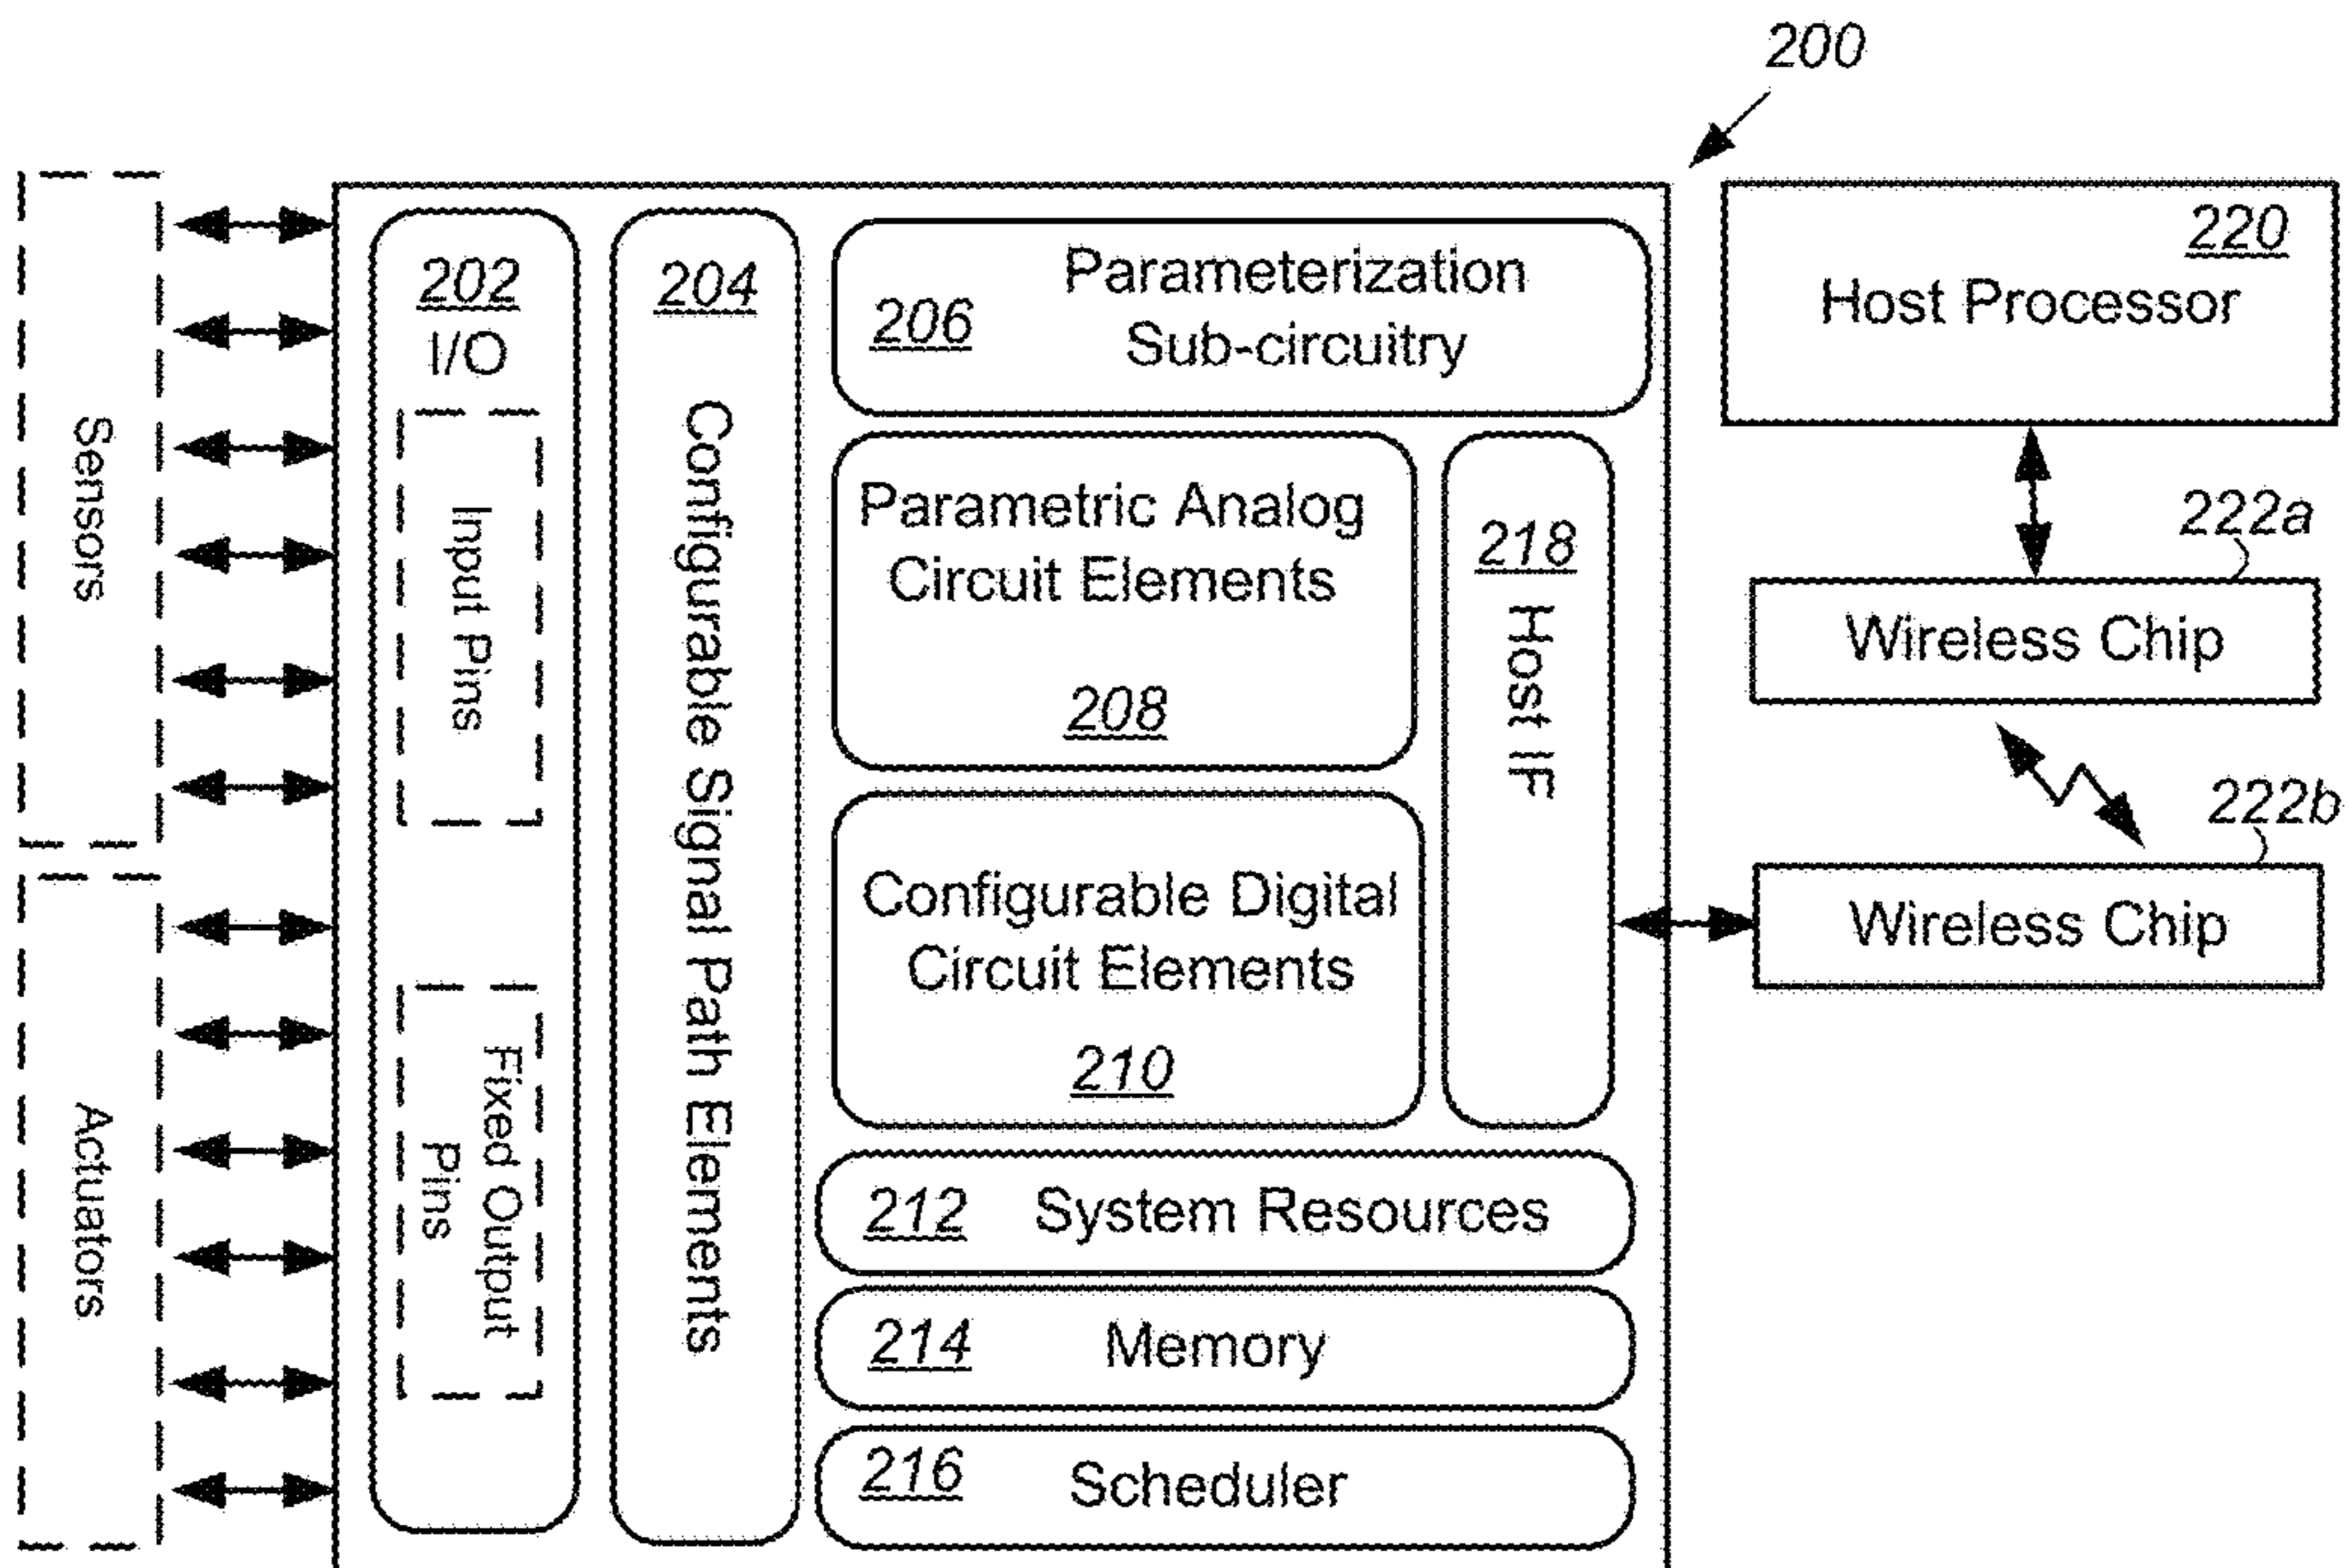 200
Sensors
Actuators
202
I/O
Input Pins
Fixed Output
Pins
204
Configurable Signal Path Elements
206
Parameterization
Sub-circuitry
Parametric Analog
Circuit Elements
208
Configurable Digital
Circuit Elements
210
218
Host IF
212 System Resources
214 Memory
216 Scheduler
220
Host Processor
222a
Wireless Chip
222b
Wireless Chip